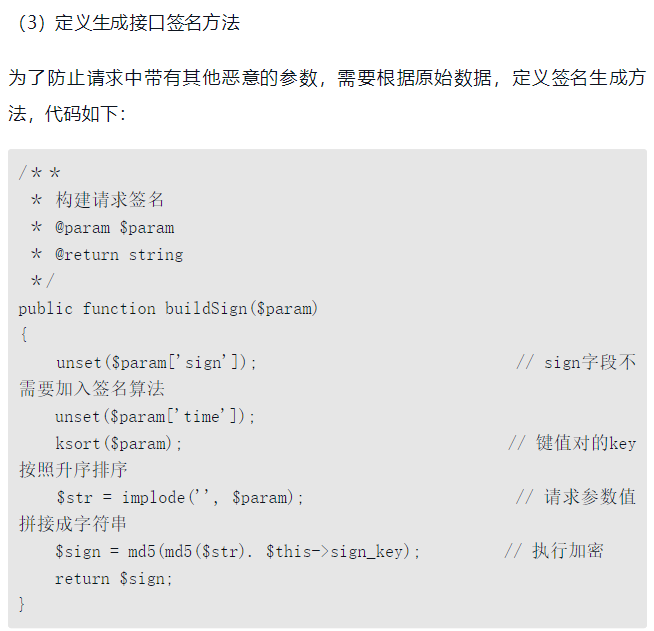 （3）定义生成接口签名方法
为了防止请求中带有其他恶意的参数，需要根据原始数据，定义签名生成方
法，代码如下：
/**
 * 构建请求签名
 * @param $param
 * @return string
 */
public function buildSign($param)
{
    unset($param['sign']);                            // sign字段不
需要加入签名算法
    unset($param['time']);
    ksort($param);                                   // 键值对的key
按照升序排序
    $str = implode('', $param);                       // 请求参数值
拼接成字符串
    $sign = md5(md5($str). $this->sign_key);         // 执行加密
    return $sign;
}